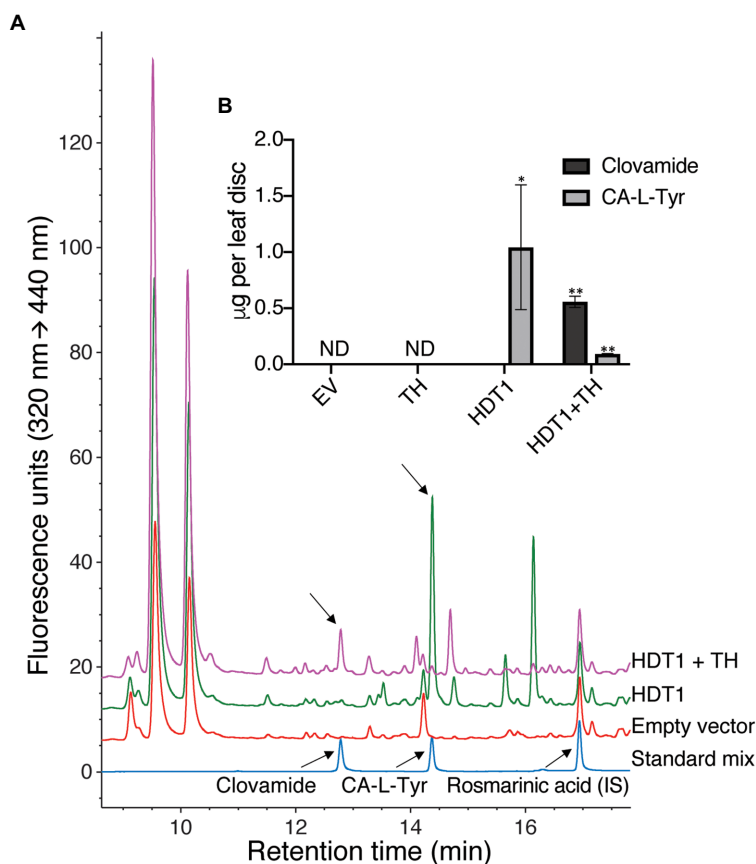 A
Fluorescence units (320 nm→ 440 nm)
120
100
80
60
40
20
0
B
μg per leaf disc
2.0
1.5
1.0
0.5
0.0
Clovamide
CA-L-Tyr
ND
ND
*
**
**
EV
TH
HDT1
HDT1+TH
HDT1 + TH
HDT1
Empty vector
Standard mix
Clovamide
CA-L-Tyr
Rosmarinic acid (IS)
10
12
14
16
Retention time (min)